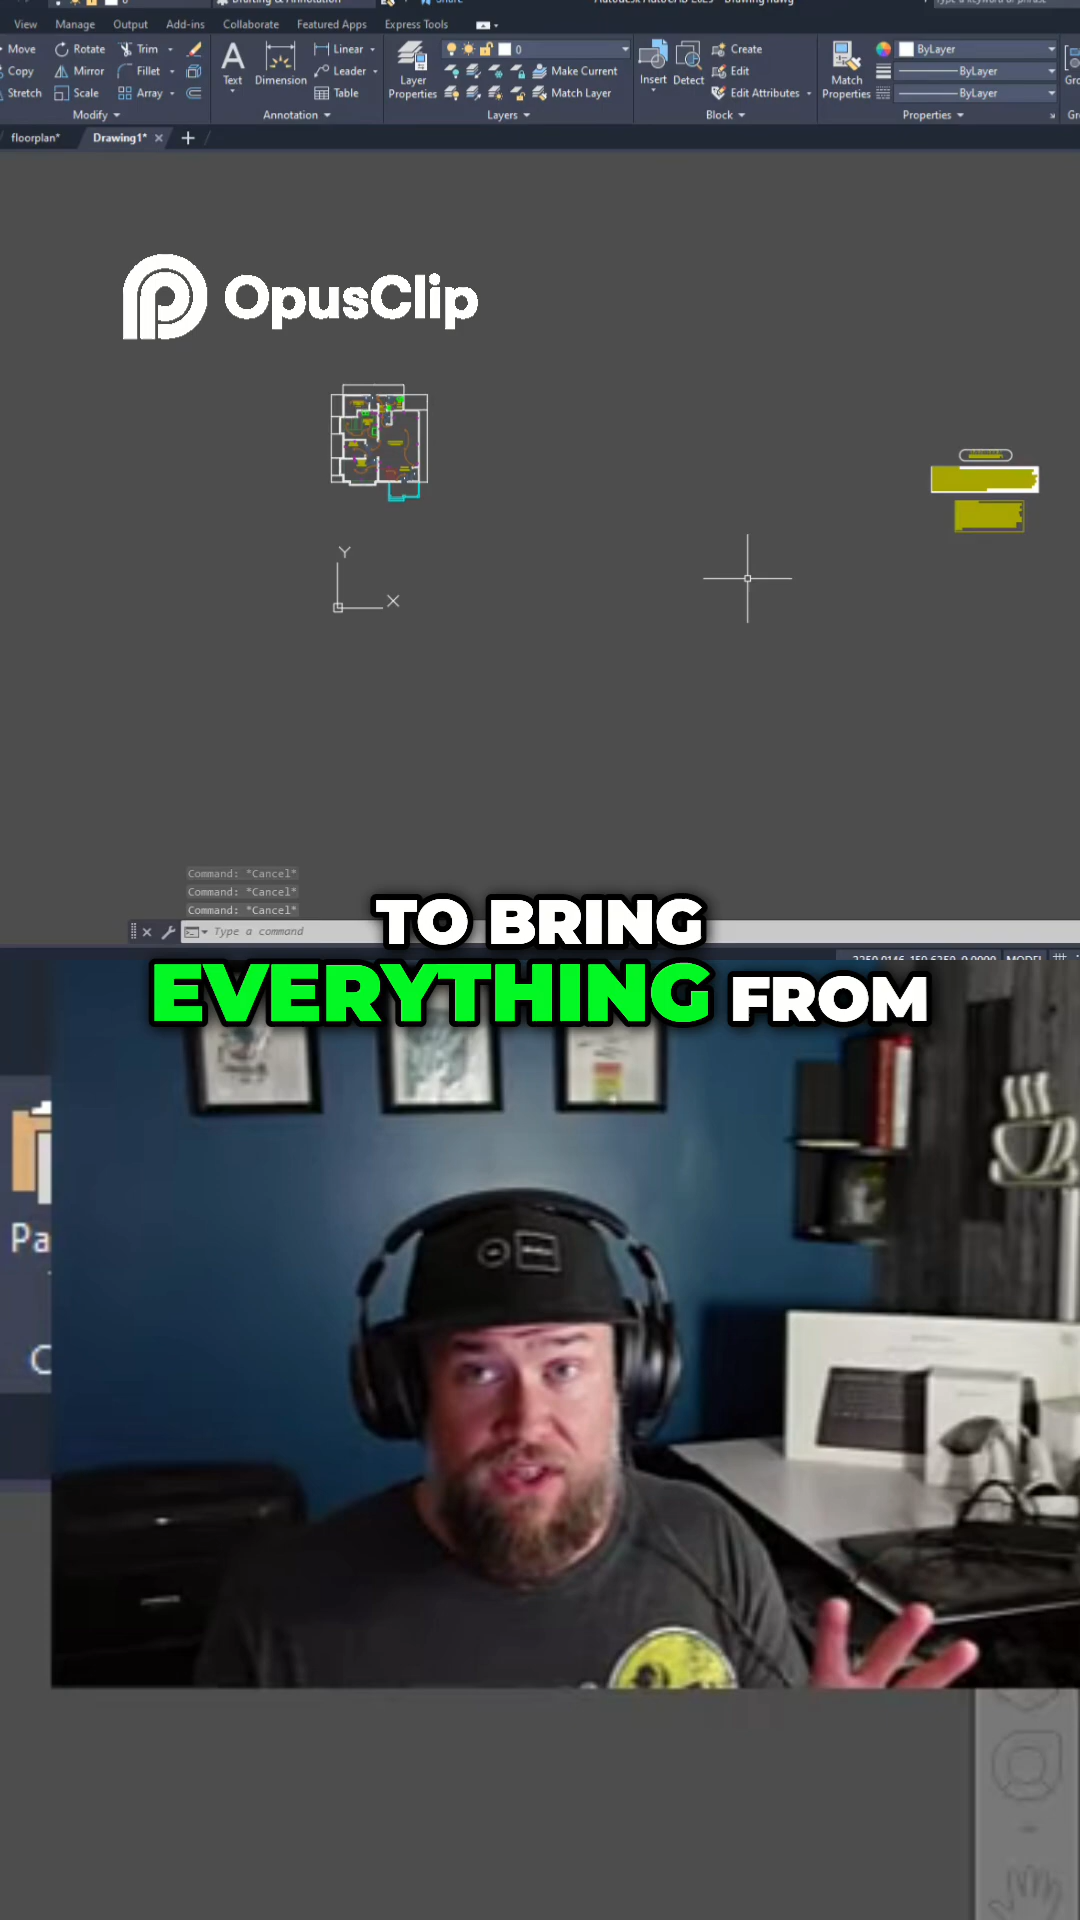 View Manage Output Add-ins Collaborate Featured Apps Express Tools
Move Rotate Trim Linear 0 Create ByLayer
Copy Mirror Fillet Text Dimension Leader Layer Properties Make Current Insert Detect Edit Match Properties ByLayer
Stretch Scale Array Table Match Layer Edit Attributes ByLayer
Modify Annotation Layers Block Properties
floorplan* Drawing1*
OpusClip
Y
X
Command: *Cancel*
Command: *Cancel*
Command: *Cancel*
Type a command
TO BRING
EVERYTHING FROM
Pa